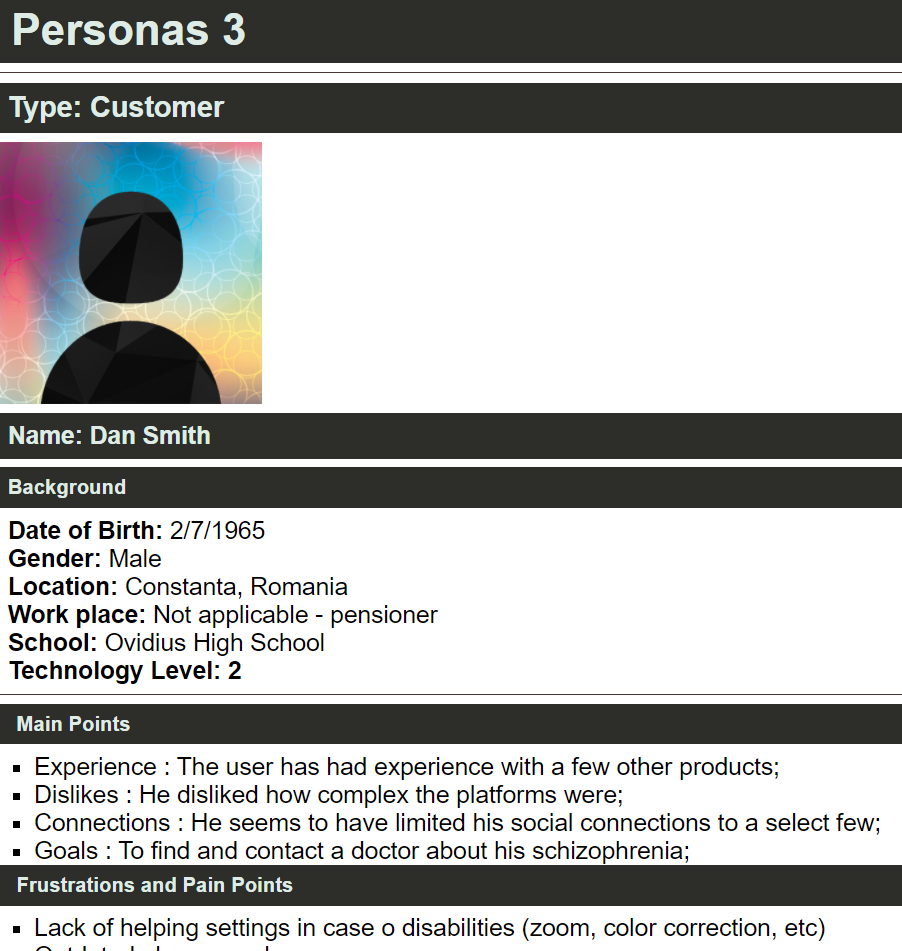 Personas 3
Type: Customer
Name: Dan Smith
Background
Date of Birth: 2/7/1965
Gender: Male
Location: Constanta, Romania
Work place: Not applicable - pensioner
School: Ovidius High School
Technology Level: 2
Main Points
Experience : The user has had experience with a few other products;
Dislikes : He disliked how complex the platforms were;
Connections : He seems to have limited his social connections to a select few;
Goals : To find and contact a doctor about his schizophrenia;
Frustrations and Pain Points
Lack of helping settings in case o disabilities (zoom, color correction, etc)